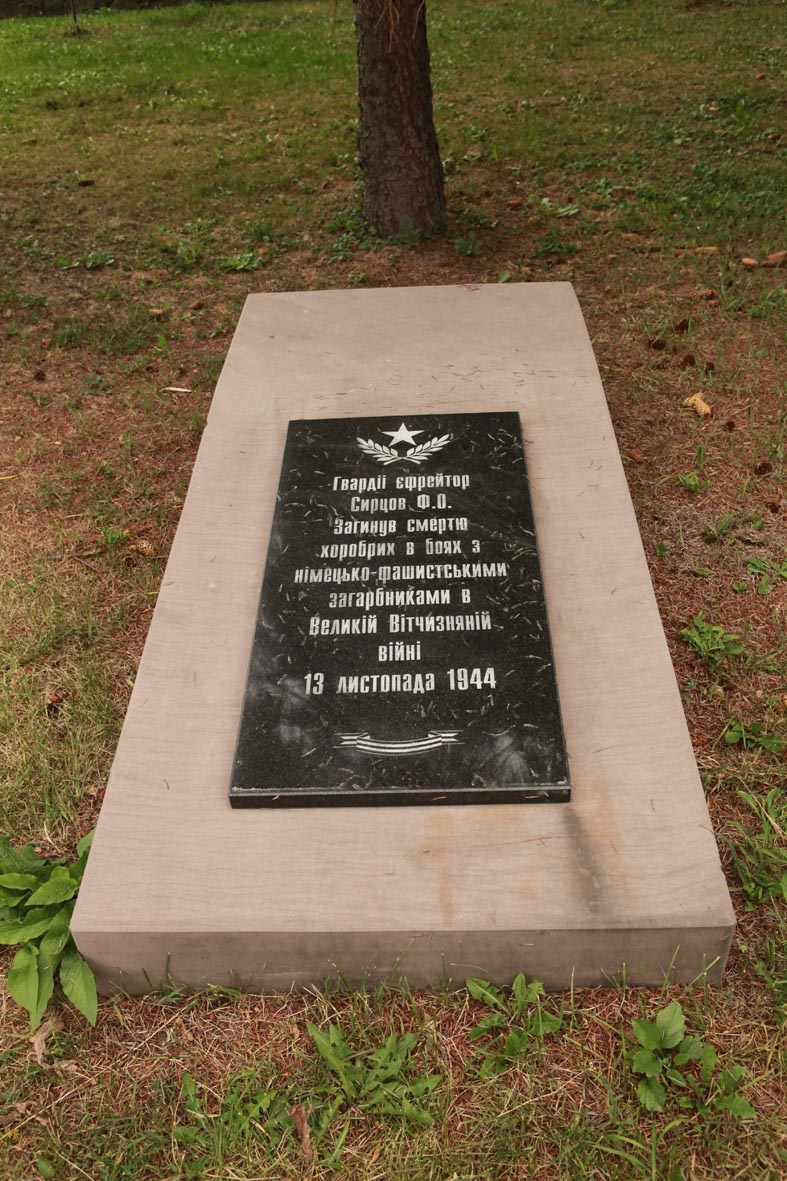 Гвардії єфрейтор
Сирцов Ф.О.
Загинув смертю
хоробрих в боях з
німецько-фашистськими
загарбниками в
Великій Вітчизняній
війні
13 листопада 1944